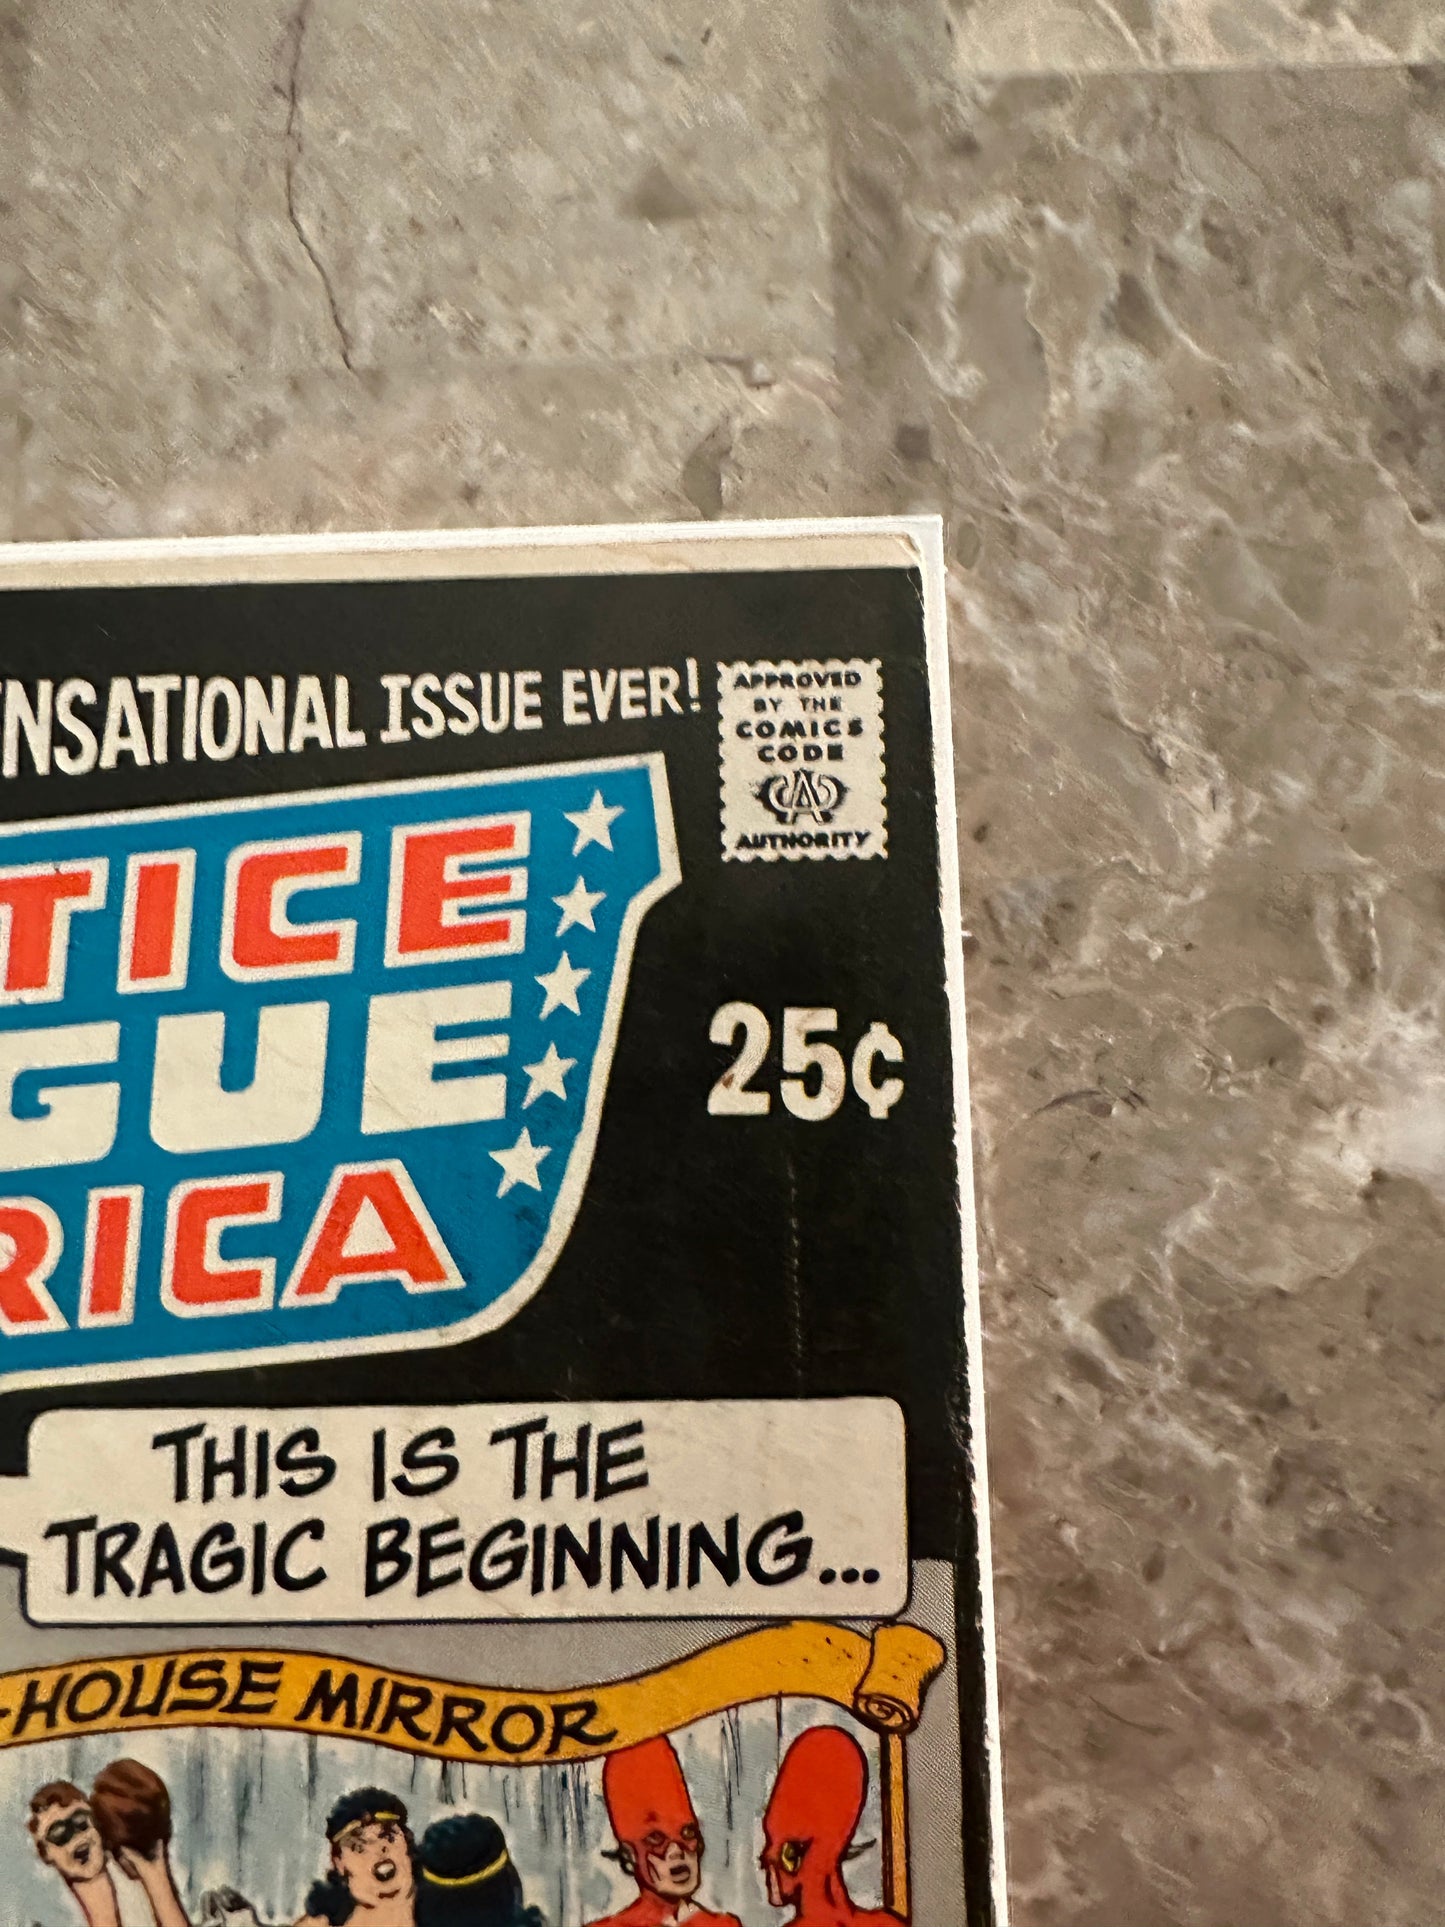 NSATIONAL ISSUE EVER!
APPROVED
BY THE
COMICS
CODE
CA
AUTHORITY
TICE
GUE
RICA
25¢
THIS IS THE
TRAGIC BEGINNING...
-HOUSE MIRROR